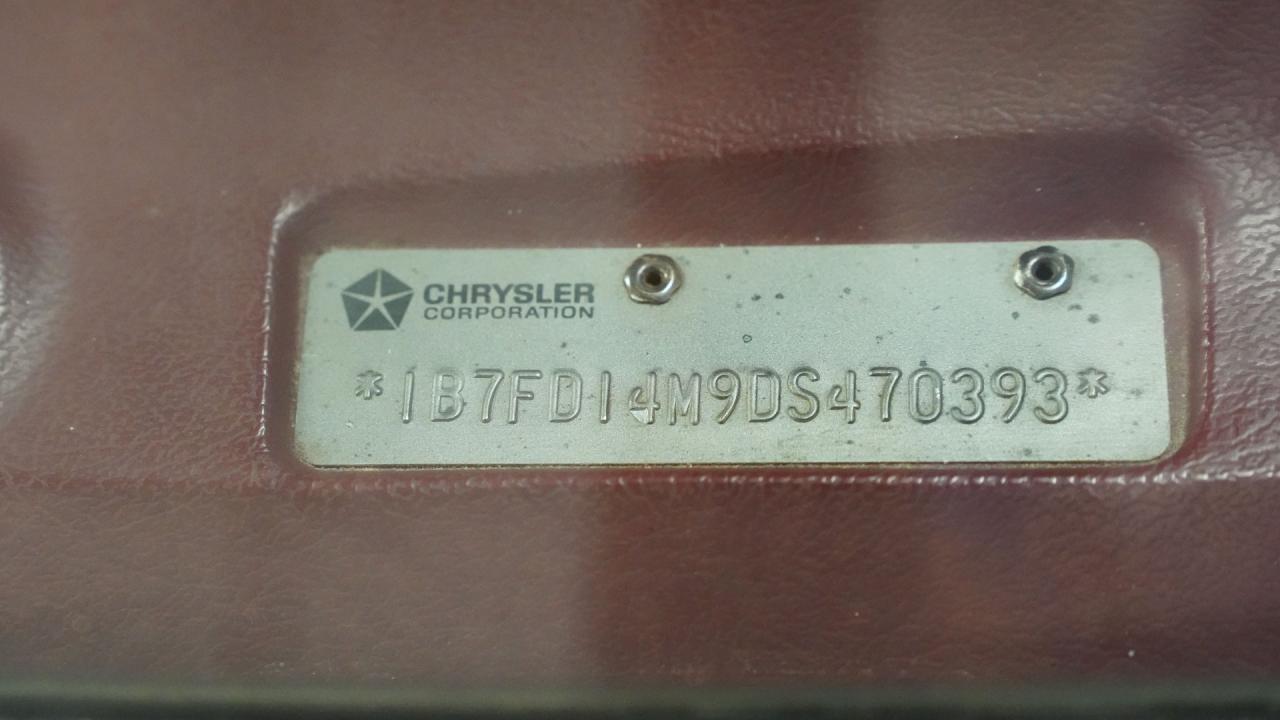 CHRYSLER
CORPORATION
*1B7FD14M9DS470393*